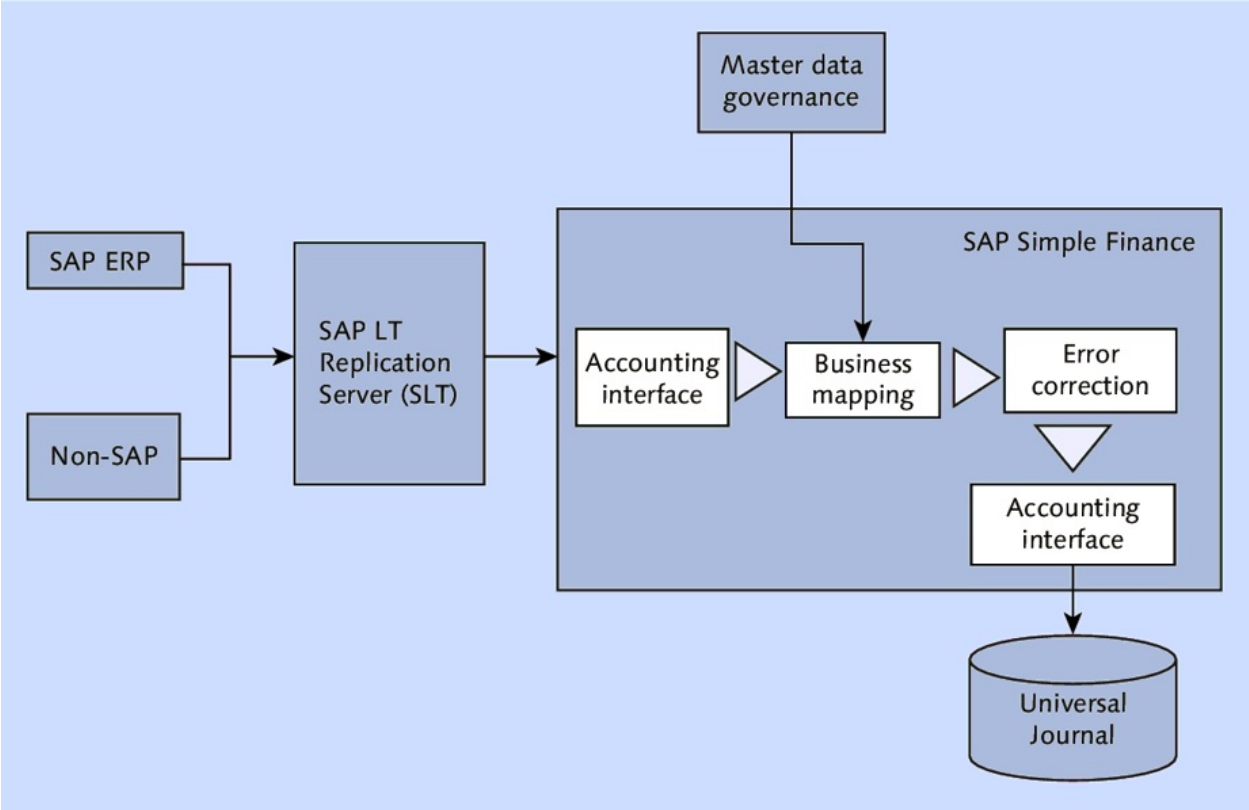 Master data
governance
SAP Simple Finance
SAP ERP
Non-SAP
SAP LT
Replication
Server (SLT)
Accounting
interface
Business
mapping
Error
correction
Accounting
interface
Universal
Journal